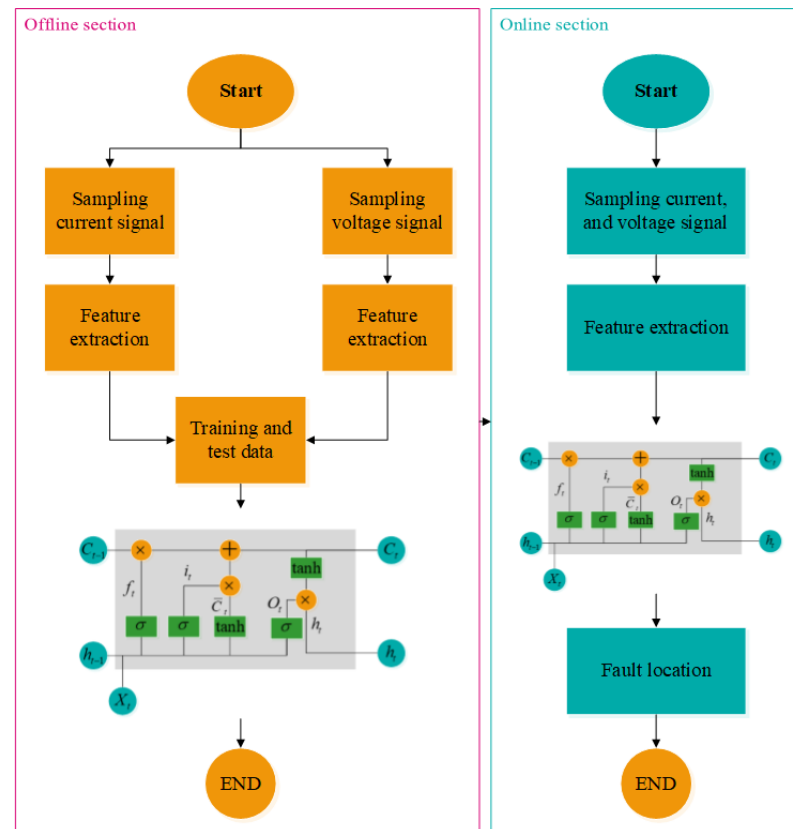 Offline section
Start
Sampling
current signal
Sampling
voltage signal
Feature
extraction
Feature
extraction
Training and
test data
C_{t-1}
×
+
C_t
tanh
f_t
i_t
×
C̄_t
O_t
×
σ
σ
tanh
σ
h_t
h_{t-1}
h_t
X_t
END
Online section
Start
Sampling current,
and voltage signal
Feature extraction
C_{t-1}
×
+
C_t
tanh
f_t
i_t
×
C̄_t
O_t
×
σ
σ
tanh
σ
h_t
h_{t-1}
h_t
X_t
Fault location
END